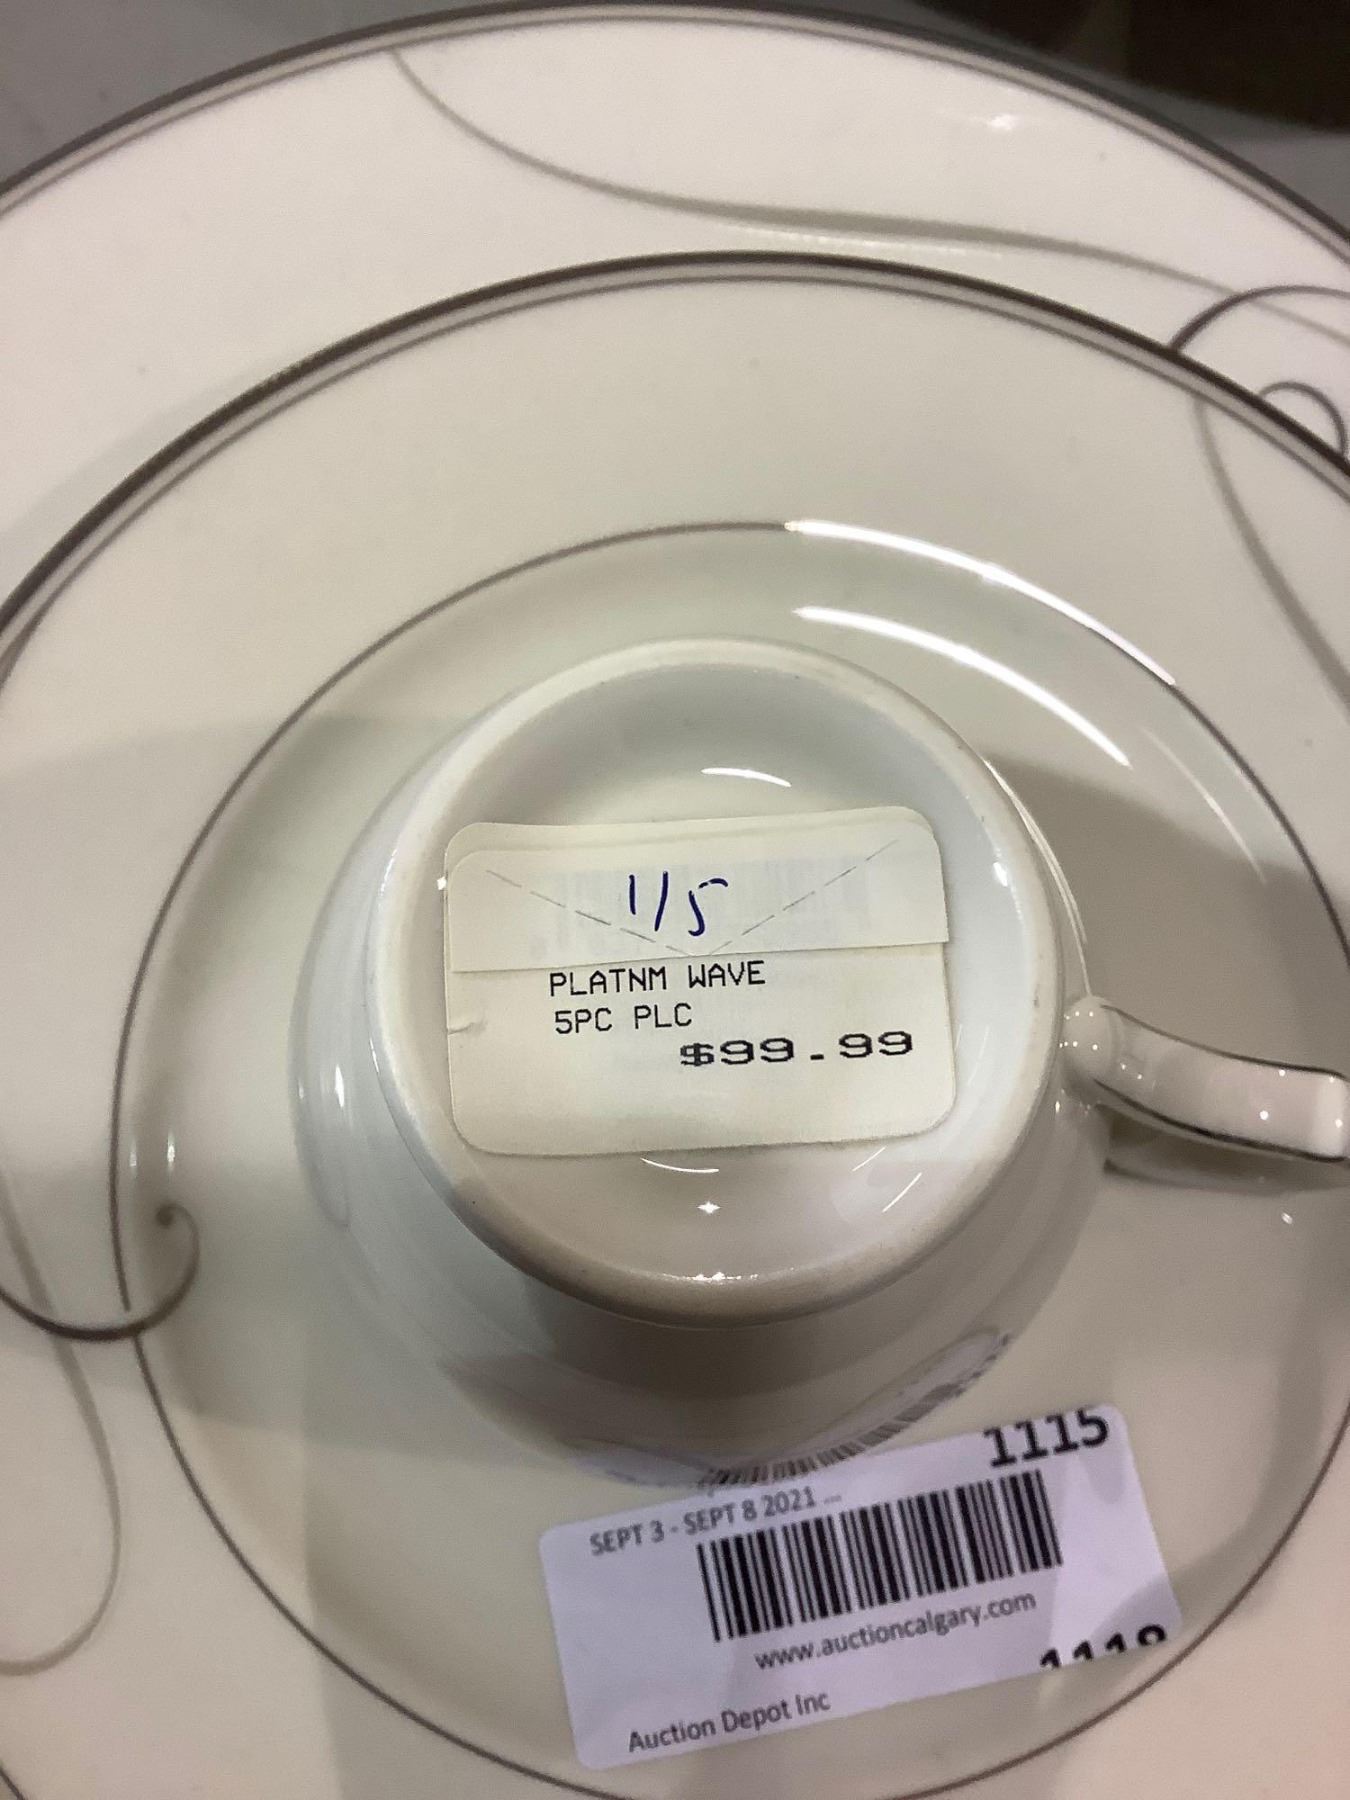 1/5
PLATNM WAVE
5PC PLC
$99.99
1115
SEPT 3 - SEPT 8 2021 ...
www.auctioncalgary.com
Auction Depot Inc